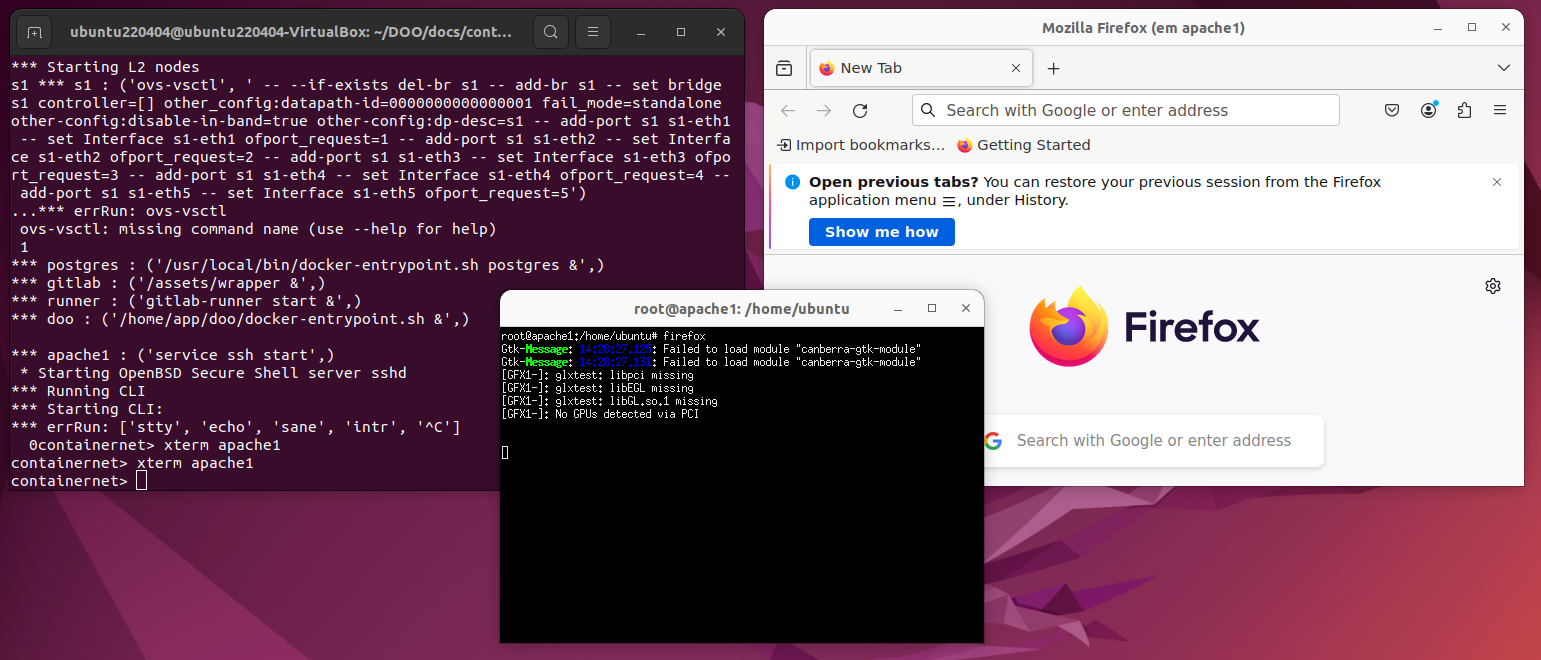 ubuntu220404@ubuntu220404-VirtualBox: ~/DOO/docs/cont...
*** Starting L2 nodes
s1 *** s1 : ('ovs-vsctl', ' -- --if-exists del-br s1 -- add-br s1 -- set bridge
s1 controller=[] other_config:datapath-id=0000000000000001 fail_mode=standalone
other-config:disable-in-band=true other-config:dp-desc=s1 -- add-port s1 s1-eth1
-- set Interface s1-eth1 ofport_request=1 -- add-port s1 s1-eth2 -- set Interfa
ce s1-eth2 ofport_request=2 -- add-port s1 s1-eth3 -- set Interface s1-eth3 ofpo
rt_request=3 -- add-port s1 s1-eth4 -- set Interface s1-eth4 ofport_request=4 --
add-port s1 s1-eth5 -- set Interface s1-eth5 ofport_request=5')
...*** errRun: ovs-vsctl
ovs-vsctl: missing command name (use --help for help)
1
*** postgres : ('/usr/local/bin/docker-entrypoint.sh postgres &',)
*** gitlab : ('/assets/wrapper &',)
*** runner : ('gitlab-runner start &',)
*** doo : ('/home/app/doo/docker-entrypoint.sh &',)
*** apache1 : ('service ssh start',)
* Starting OpenBSD Secure Shell server sshd
*** Running CLI
*** Starting CLI:
*** errRun: ['stty', 'echo', 'sane', 'intr', '^C']
0containernet> xterm apache1
containernet> xterm apache1
containernet>
Mozilla Firefox (em apache1)
New Tab
Search with Google or enter address
Import bookmarks...
Getting Started
Open previous tabs? You can restore your previous session from the Firefox
application menu ☰, under History.
Show me how
Firefox
Search with Google or enter address
root@apache1: /home/ubuntu
root@apache1:/home/ubuntu# firefox
Gtk-Message: 14:28:27.125: Failed to load module "canberra-gtk-module"
Gtk-Message: 14:28:27.131: Failed to load module "canberra-gtk-module"
[GFX1-]: glxtest: libpci missing
[GFX1-]: glxtest: libEGL missing
[GFX1-]: glxtest: libGL.so.1 missing
[GFX1-]: No GPUs detected via PCI